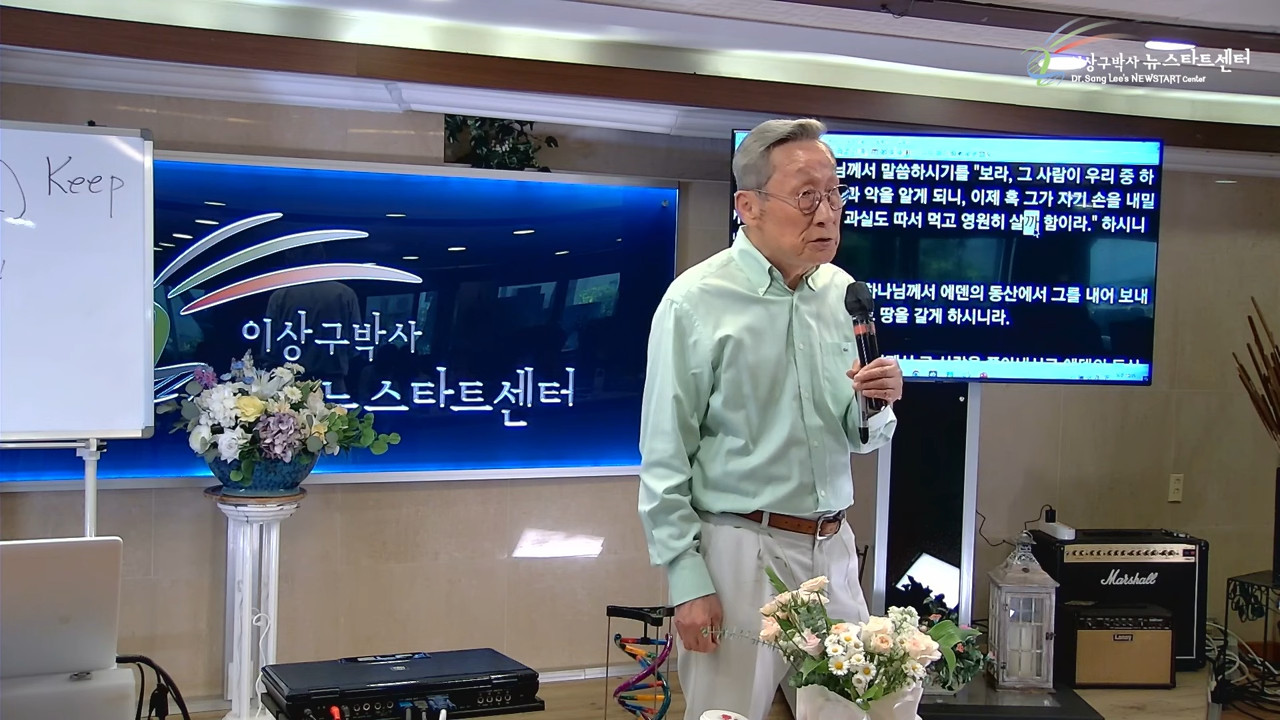 이상구박사 뉴스타트센터
Dr. Sang Lee's NEWSTART Center
Keep
이상구박사
뉴스타트센터
님께서 말씀하시기를 "보라, 그 사람이 우리 중 하
과 악을 알게 되니, 이제 혹 그가 자기 손을 내밀
과실도 따서 먹고 영원히 살까 함이라." 하시니
하나님께서 에덴의 동산에서 그를 내어 보내
땅을 갈게 하시니라.
Marshall
Laney